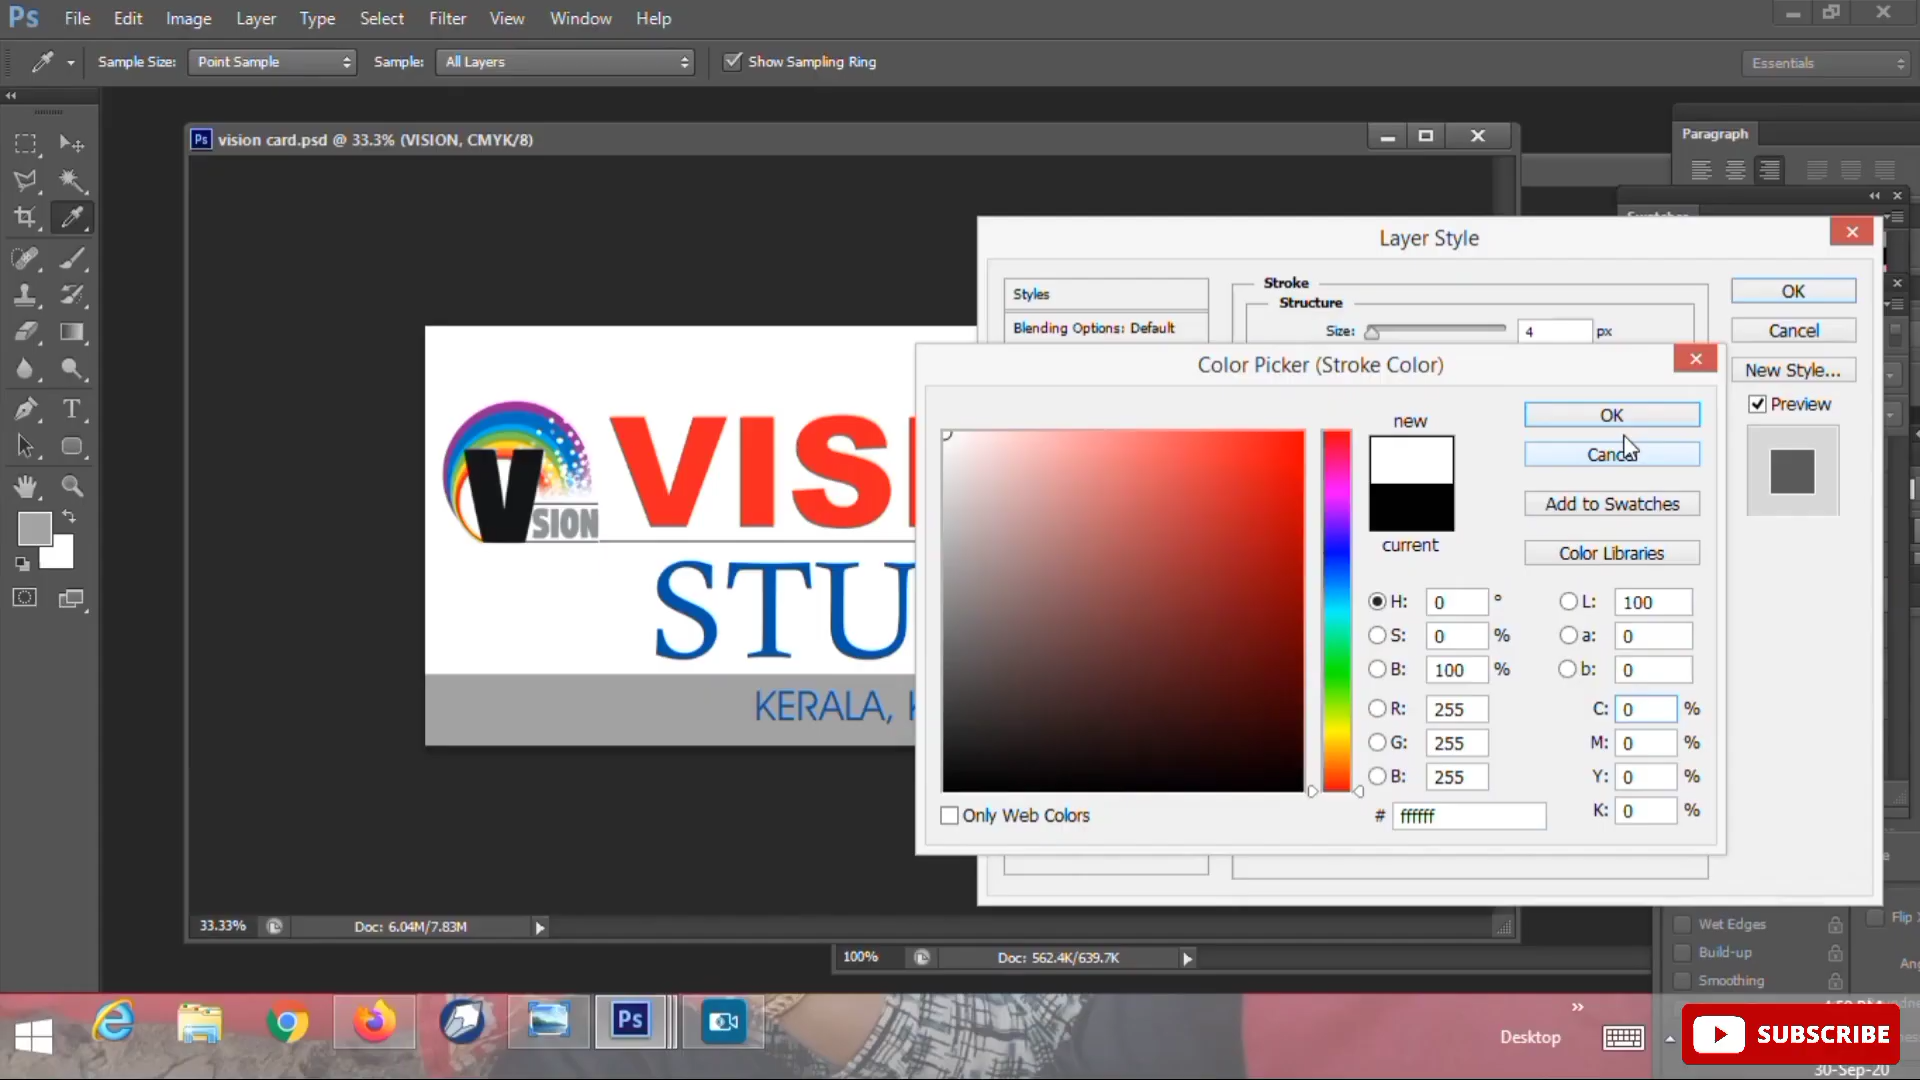 Ps File Edit Image Layer Type Select Filter View Window Help
Sample Size: Point Sample Sample: All Layers Show Sampling Ring Essentials
Ps vision card.psd @ 33.3% (VISION, CMYK/8)
Paragraph
Layer Style
Styles
Blending Options: Default
Stroke
Structure
Size: 4 px
OK
Cancel
New Style...
Preview
Color Picker (Stroke Color)
new
current
OK
Cancel
Add to Swatches
Color Libraries
H: 0 °
S: 0 %
B: 100 %
R: 255
G: 255
B: 255
# ffffff
L: 100
a: 0
b: 0
C: 0 %
M: 0 %
Y: 0 %
K: 0 %
Only Web Colors
V SION
VISI
STU
KERALA,
33.33% Doc: 6.04M/7.83M
100% Doc: 562.4K/639.7K
Wet Edges
Build-up
Smoothing
Flip X
Ps
Desktop
SUBSCRIBE
30-Sep-20